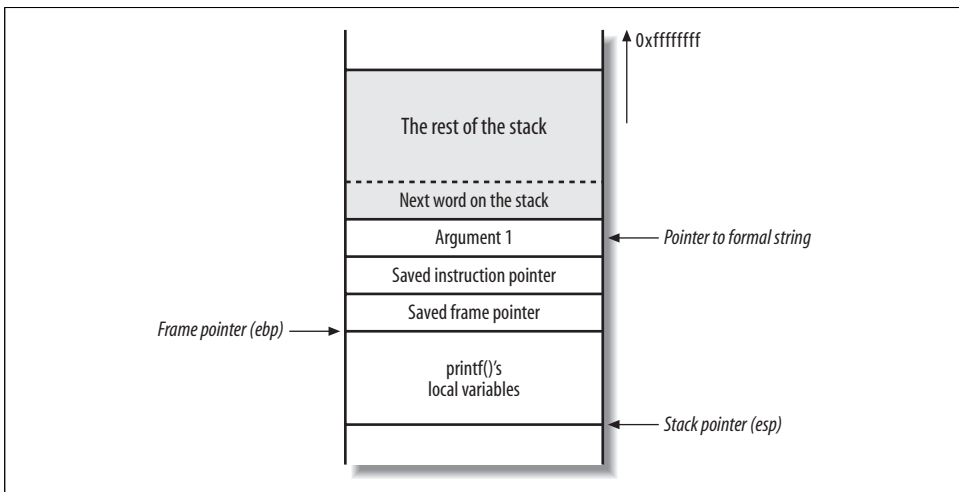 0xffffffff
The rest of the stack
Next word on the stack
Argument 1
Pointer to formal string
Saved instruction pointer
Saved frame pointer
Frame pointer (ebp)
printf()'s
local variables
Stack pointer (esp)